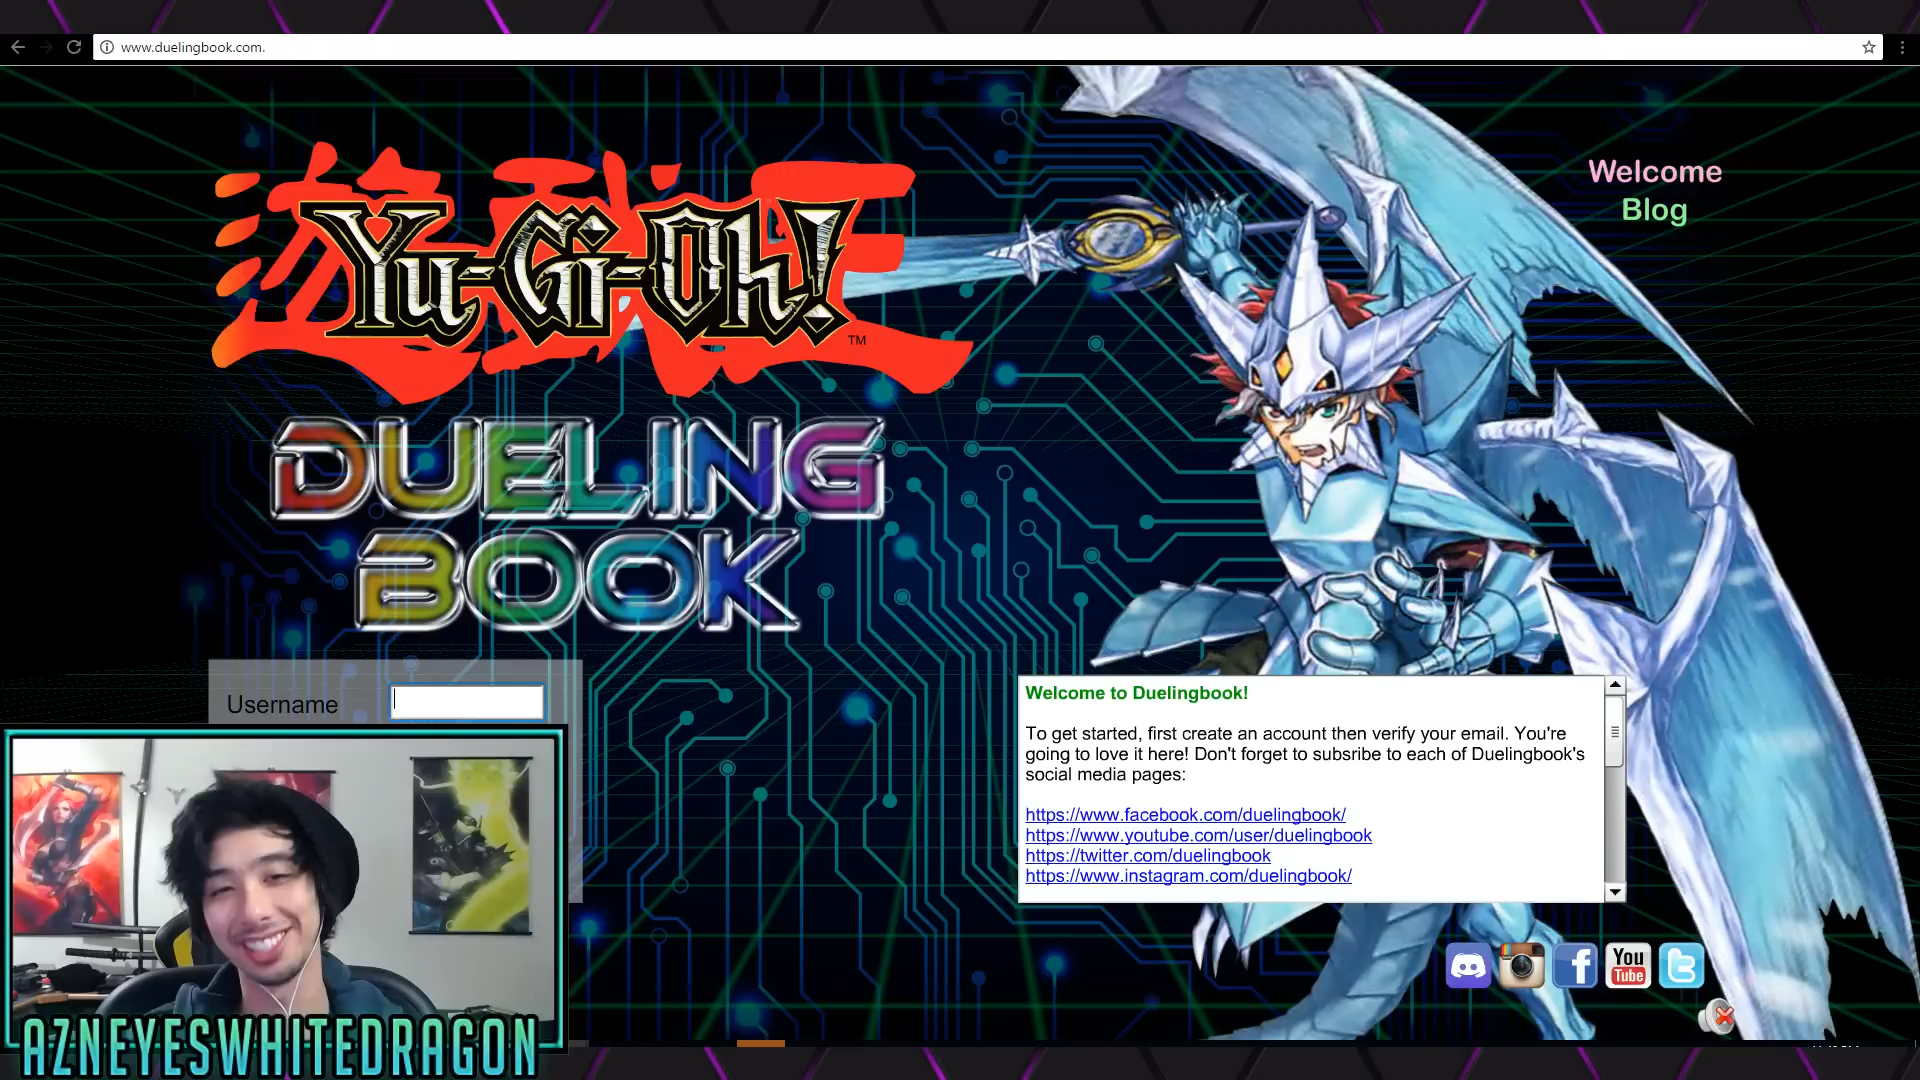 www.duelingbook.com.
Welcome
Blog
Yu-Gi-Oh!
TM
DUELING
BOOK
Username
Welcome to Duelingbook!
To get started, first create an account then verify your email. You're
going to love it here! Don't forget to subsribe to each of Duelingbook's
social media pages:
https://www.facebook.com/duelingbook/
https://www.youtube.com/user/duelingbook
https://twitter.com/duelingbook
https://www.instagram.com/duelingbook/
You
Tube
AZNEYESWHITEDRAGON